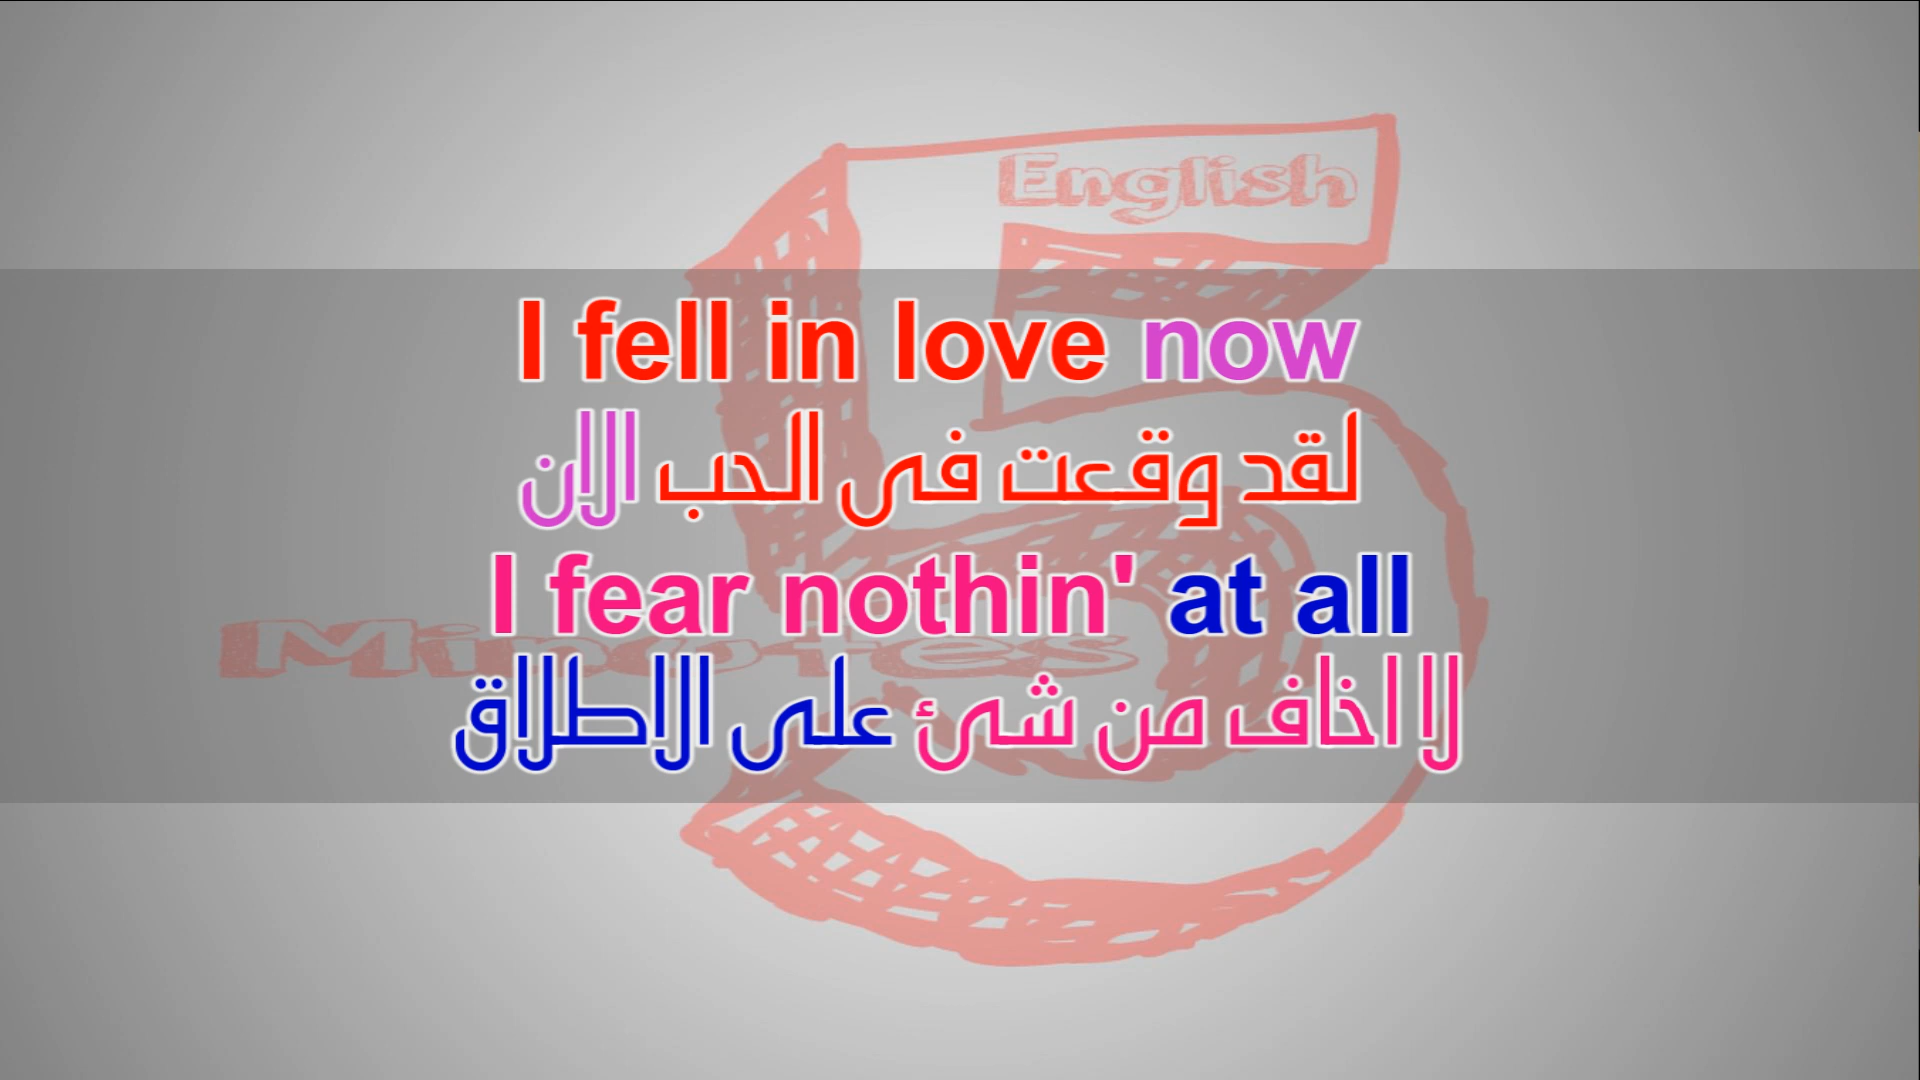 English
I fell in love now
لقد وقعت فى الحب الان
I fear nothin' at all
Minutes
لا اخاف من شئ على الاطلاق